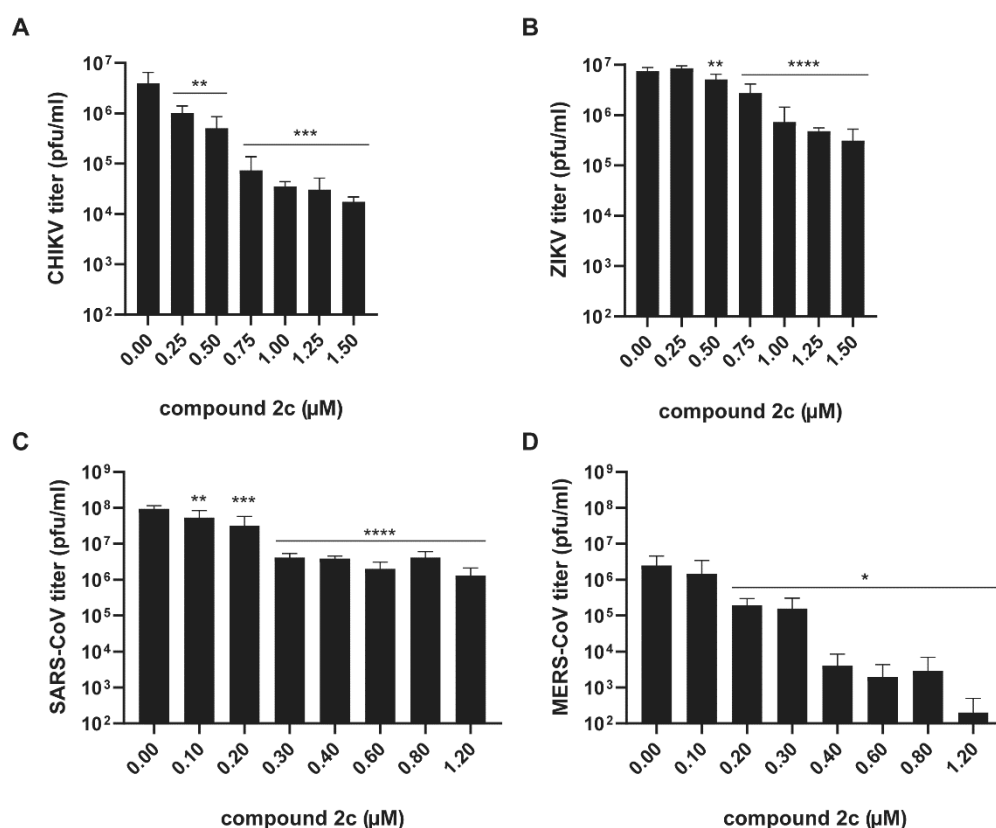 A
CHIKV titer (pfu/ml)
10⁷
10⁶
10⁵
10⁴
10³
10²
**
***
0.00 0.25 0.50 0.75 1.00 1.25 1.50
compound 2c (µM)
B
ZIKV titer (pfu/ml)
10⁷
10⁶
10⁵
10⁴
10³
10²
** ****
0.00 0.25 0.50 0.75 1.00 1.25 1.50
compound 2c (µM)
C
SARS-CoV titer (pfu/ml)
10⁹
10⁸
10⁷
10⁶
10⁵
10⁴
10³
10²
** ***
****
0.00 0.10 0.20 0.30 0.40 0.60 0.80 1.20
compound 2c (µM)
D
MERS-CoV titer (pfu/ml)
10⁹
10⁸
10⁷
10⁶
10⁵
10⁴
10³
10²
*
0.00 0.10 0.20 0.30 0.40 0.60 0.80 1.20
compound 2c (µM)